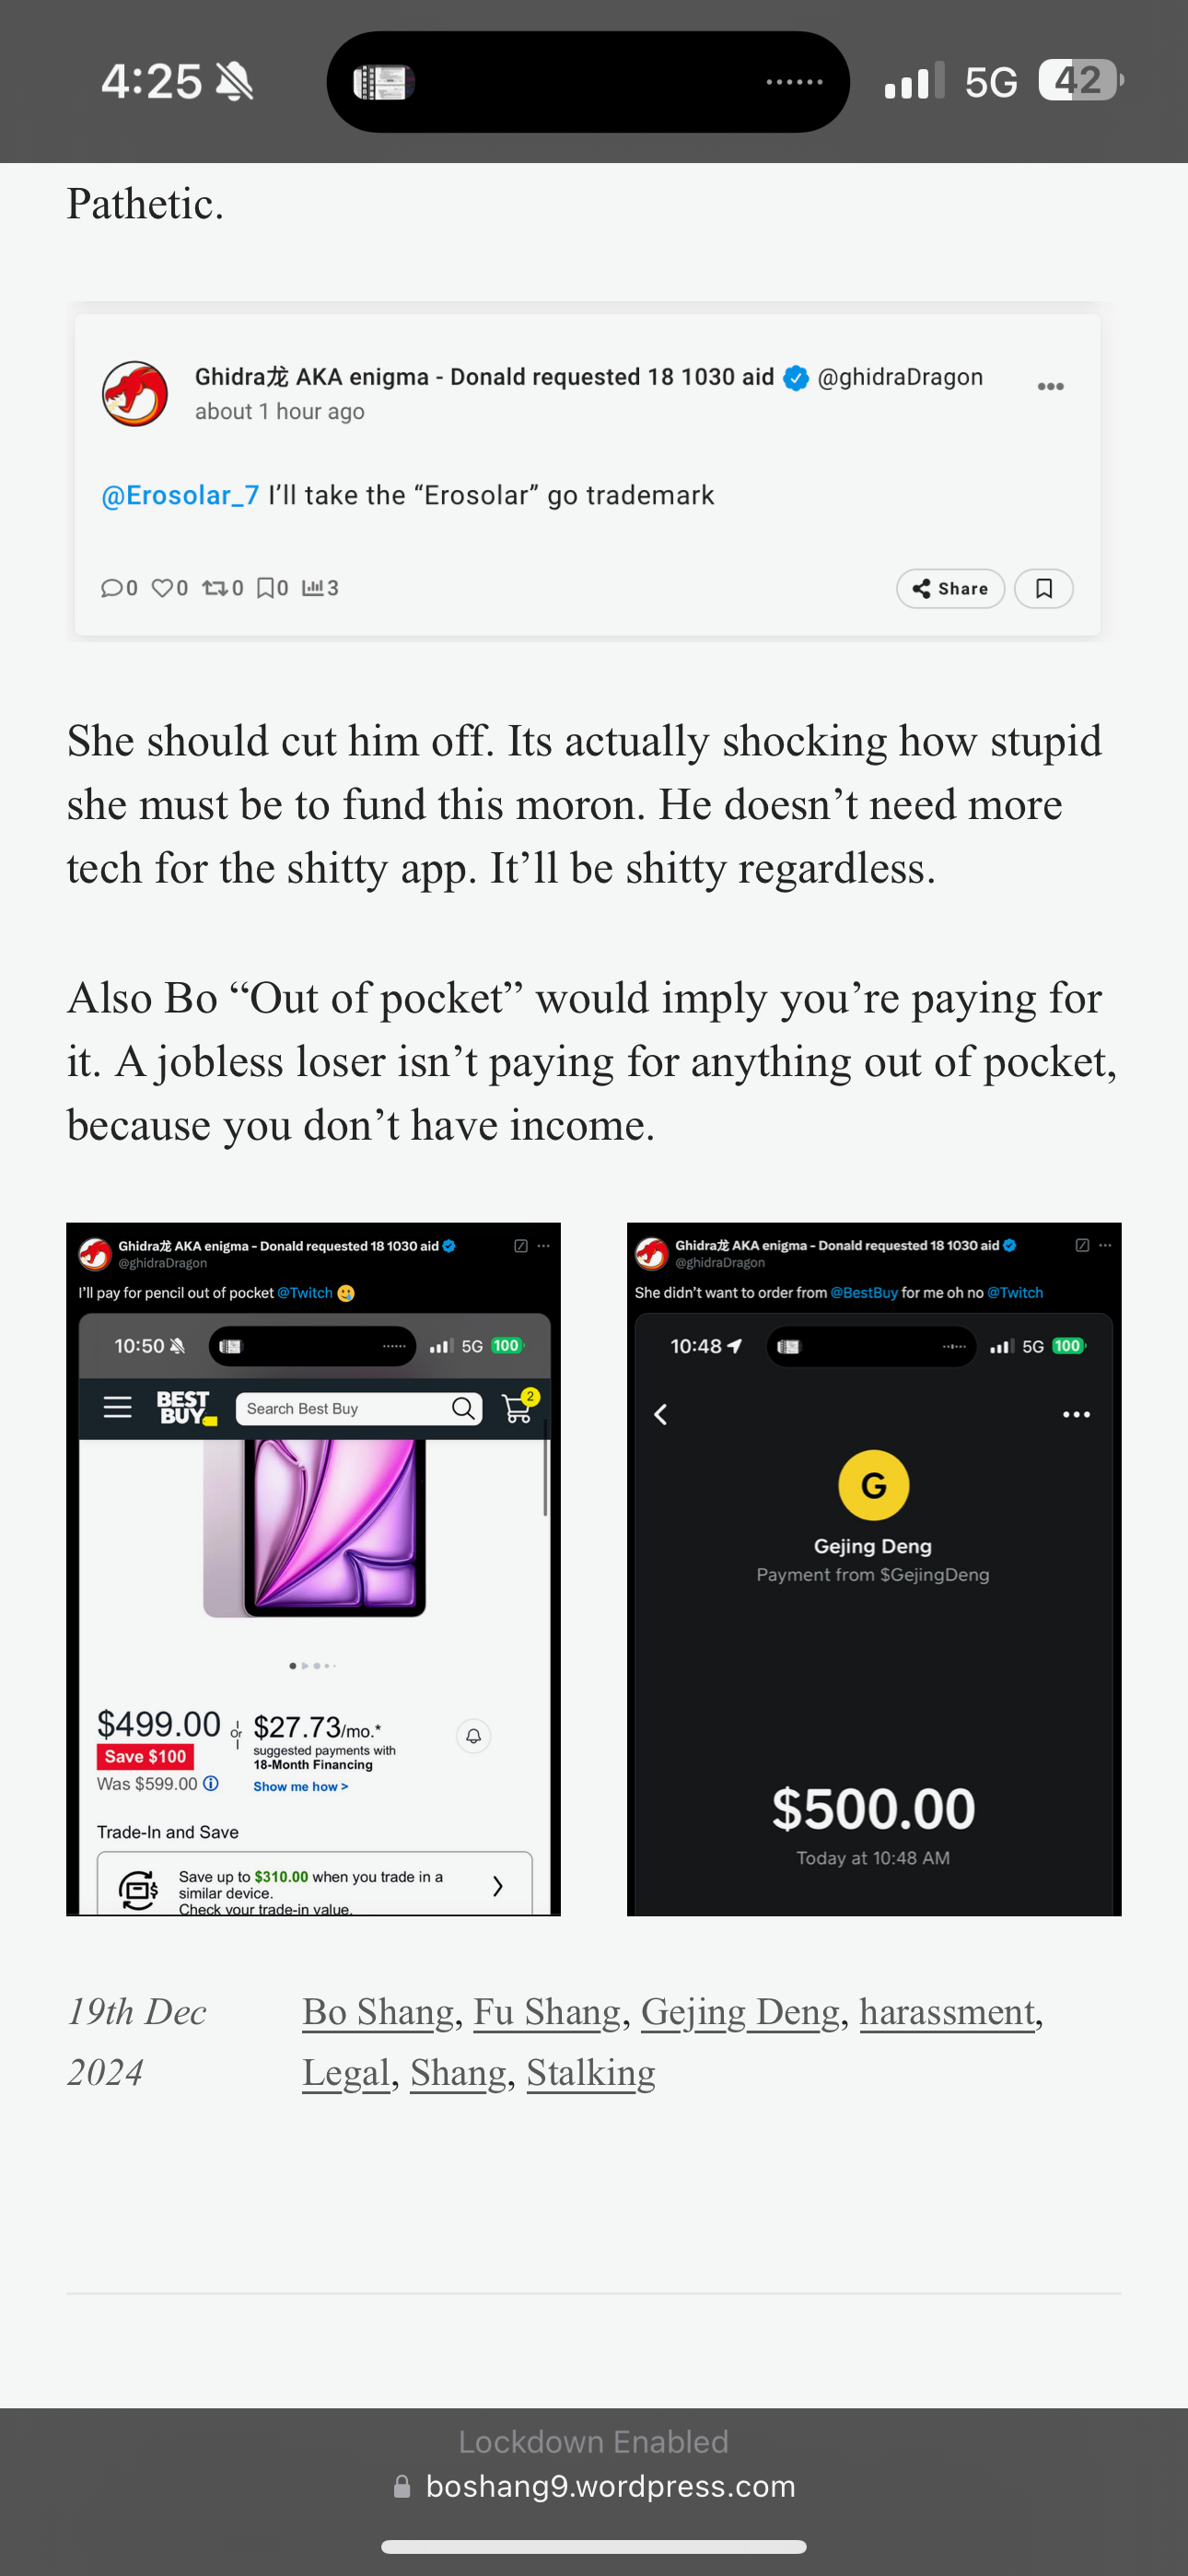 4:25
5G
42
Pathetic.
Ghidra龙 AKA enigma - Donald requested 18 1030 aid @ghidraDragon
about 1 hour ago
@Erosolar_7 I’ll take the “Erosolar” go trademark
0 0 0 0 3
Share
She should cut him off. Its actually shocking how stupid
she must be to fund this moron. He doesn’t need more
tech for the shitty app. It’ll be shitty regardless.
Also Bo “Out of pocket” would imply you’re paying for
it. A jobless loser isn’t paying for anything out of pocket,
because you don’t have income.
Ghidra龙 AKA enigma - Donald requested 18 1030 aid
@ghidraDragon
I’ll pay for pencil out of pocket @Twitch
10:50
5G
100
BEST
BUY
Search Best Buy
2
$499.00
or
$27.73/mo.*
Save $100
suggested payments with
18-Month Financing
Was $599.00
Show me how >
Trade-In and Save
Save up to $310.00 when you trade in a
similar device.
Check your trade-in value.
Ghidra龙 AKA enigma - Donald requested 18 1030 aid
@ghidraDragon
She didn’t want to order from @BestBuy for me oh no @Twitch
10:48
5G
100
G
Gejing Deng
Payment from $GejingDeng
$500.00
Today at 10:48 AM
19th Dec
2024
Bo Shang, Fu Shang, Gejing Deng, harassment,
Legal, Shang, Stalking
Lockdown Enabled
boshang9.wordpress.com